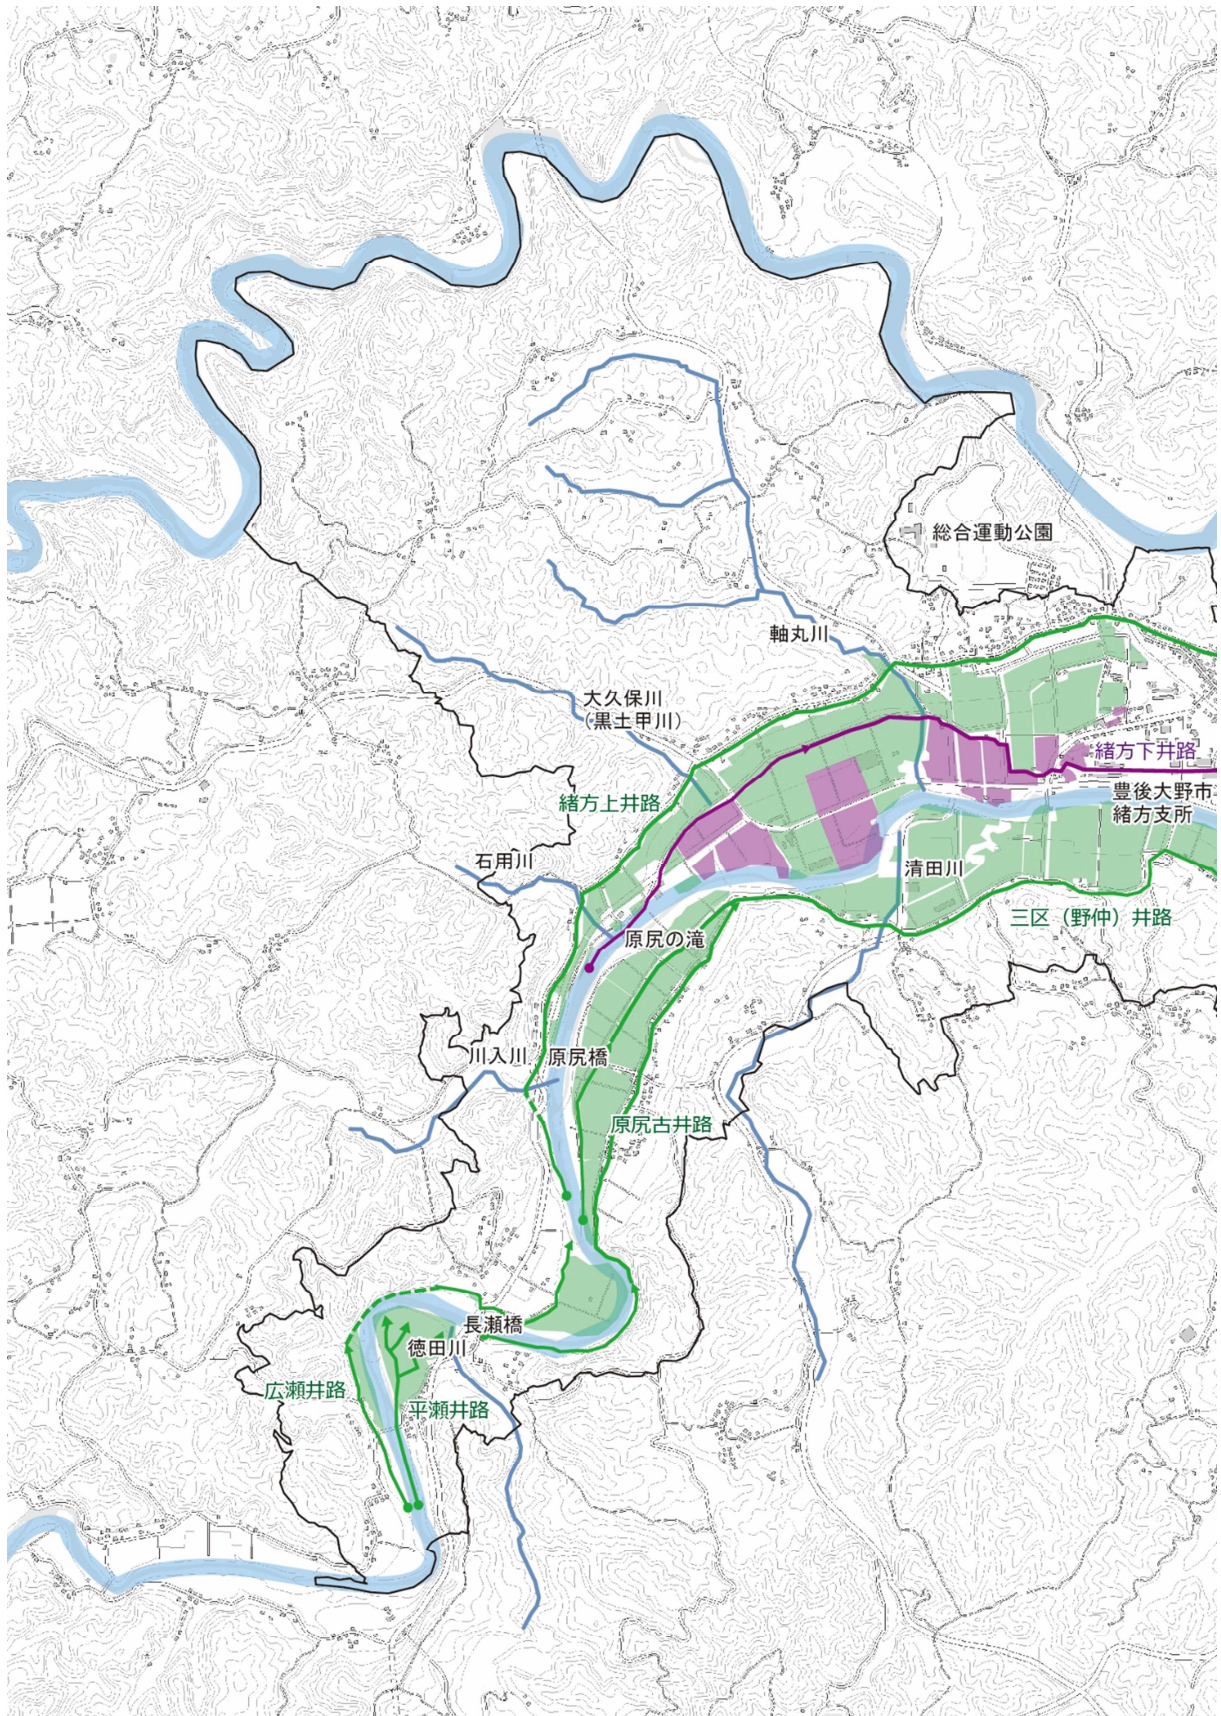 総合運動公園
軸丸川
大久保川
(黒土甲川)
緒方下井路
豊後大野市
緒方支所
緒方上井路
石用川
清田川
三区(野仲)井路
原尻の滝
川入川
原尻橋
原尻古井路
長瀬橋
徳田川
広瀬井路
平瀬井路